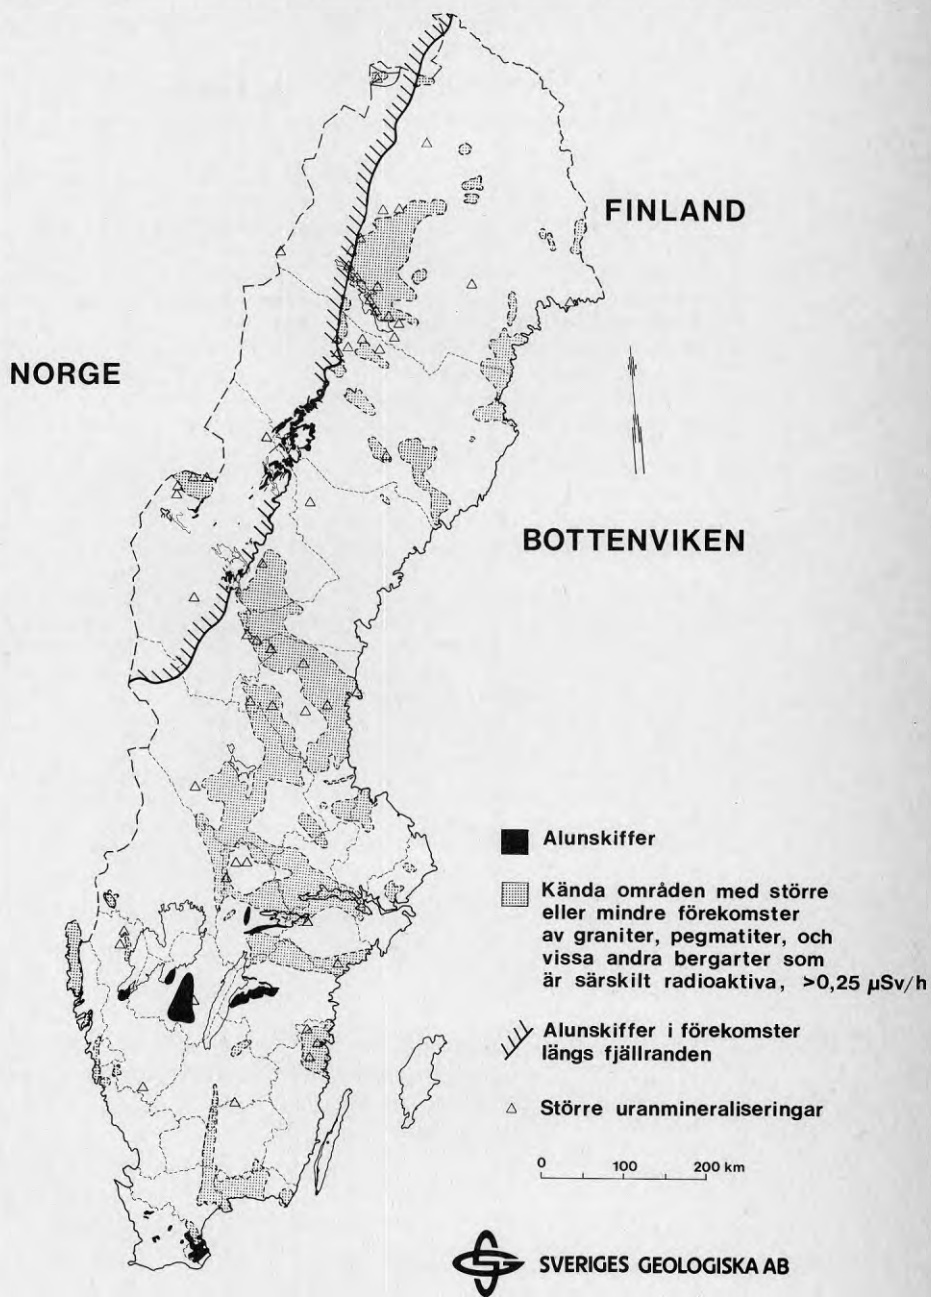 FINLAND
NORGE
BOTTENVIKEN
Alunskiffer
Kända områden med större
eller mindre förekomster
av graniter, pegmatiter, och
vissa andra bergarter som
är särskilt radioaktiva, >0,25 µSv/h
Alunskiffer i förekomster
längs fjällranden
Större uranmineraliseringar
0 100 200 km
SVERIGES GEOLOGISKA AB